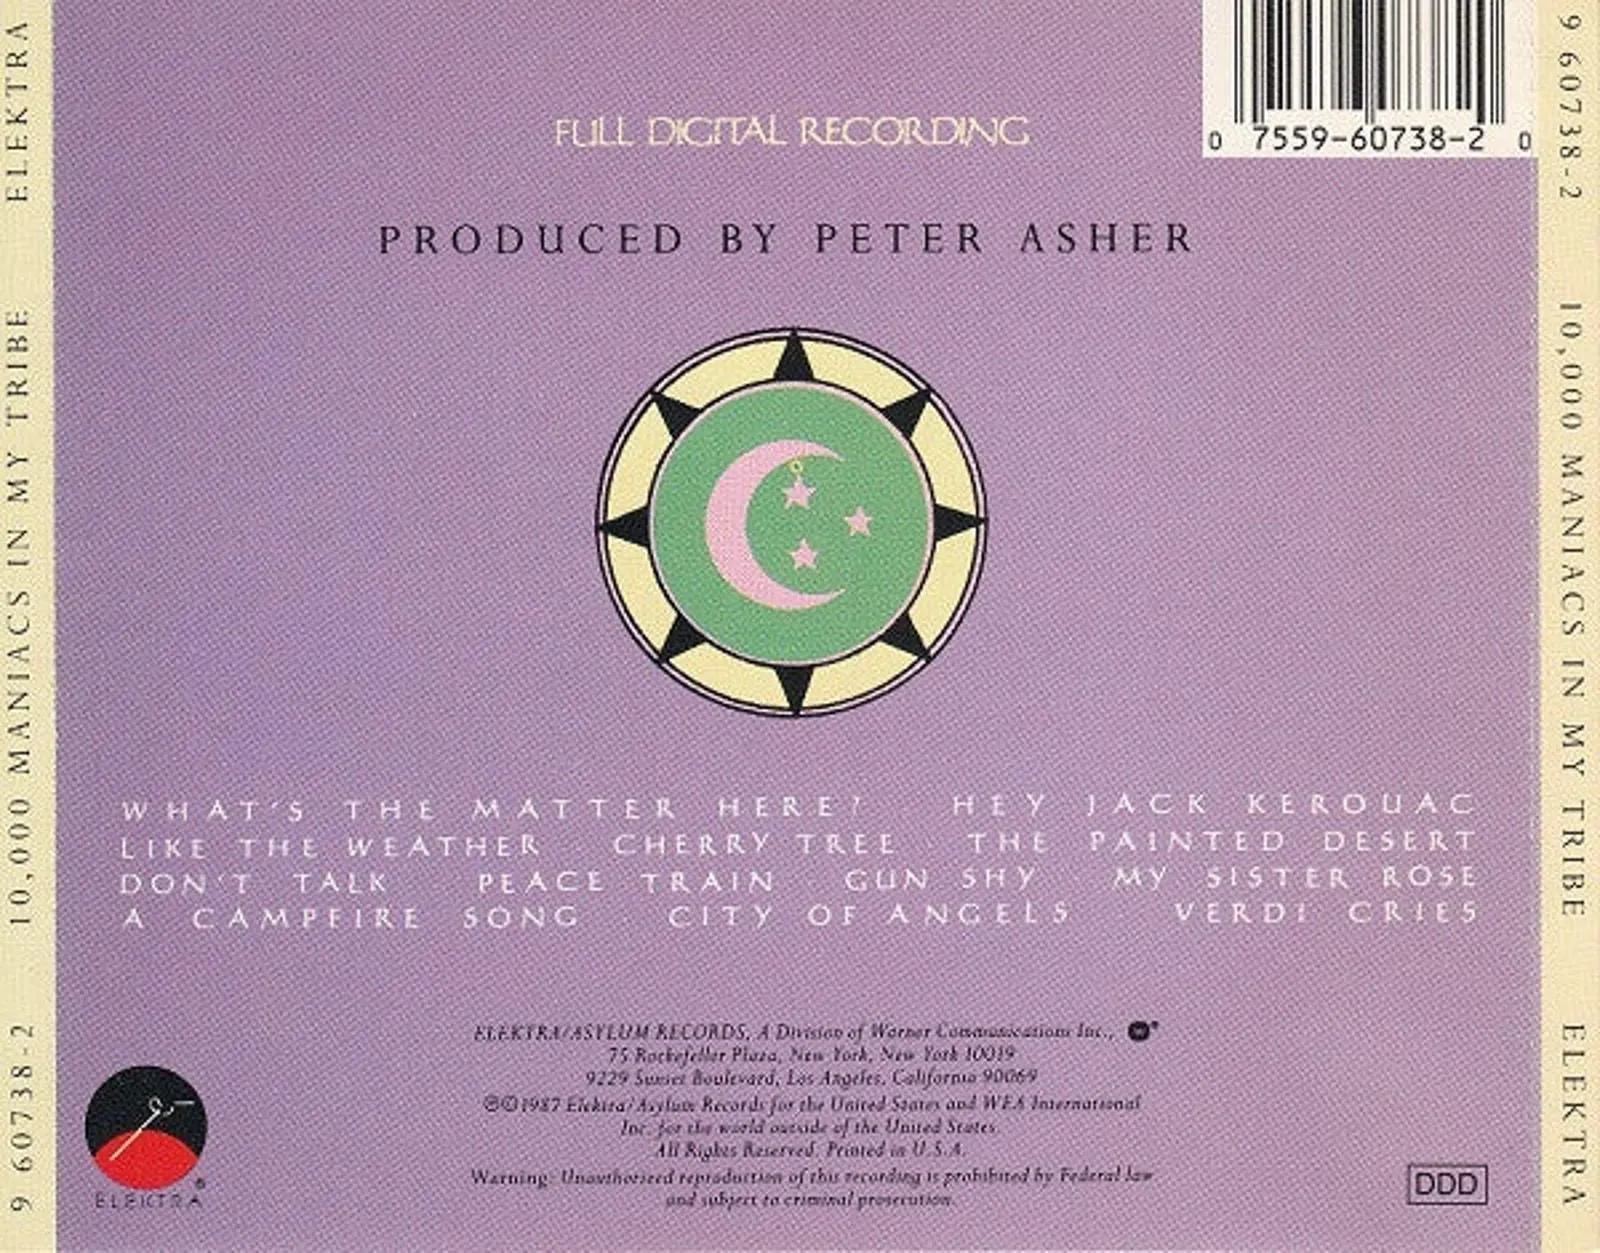 FULL DIGITAL RECORDING
0 7559-60738-2 0
PRODUCED BY PETER ASHER
WHAT'S THE MATTER HERE? HEY JACK KEROUAC
LIKE THE WEATHER CHERRY TREE THE PAINTED DESERT
DON'T TALK PEACE TRAIN GUN SHY MY SISTER ROSE
A CAMPFIRE SONG CITY OF ANGELS VERDI CRIES
ELEKTRA/ASYLUM RECORDS, A Division of Warner Communications Inc.,
75 Rockefeller Plaza, New York, New York 10019
9229 Sunset Boulevard, Los Angeles, California 90069
℗©1987 Elektra/Asylum Records for the United States and WEA International
Inc. for the world outside of the United States.
All Rights Reserved. Printed in U.S.A.
Warning: Unauthorized reproduction of this recording is prohibited by Federal law
and subject to criminal prosecution.
ELEKTRA
DDD
9 60738-2 10,000 MANIACS IN MY TRIBE ELEKTRA
9 60738-2 10,000 MANIACS IN MY TRIBE ELEKTRA